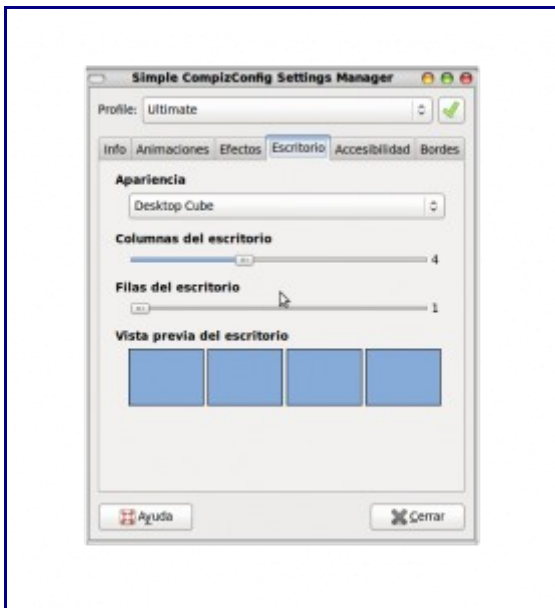 Simple CompizConfig Settings Manager
Profile: Ultimate
Info Animaciones Efectos Escritorio Accesibilidad Bordes
Apariencia
Desktop Cube
Columnas del escritorio
4
Filas del escritorio
1
Vista previa del escritorio
Ayuda Cerrar